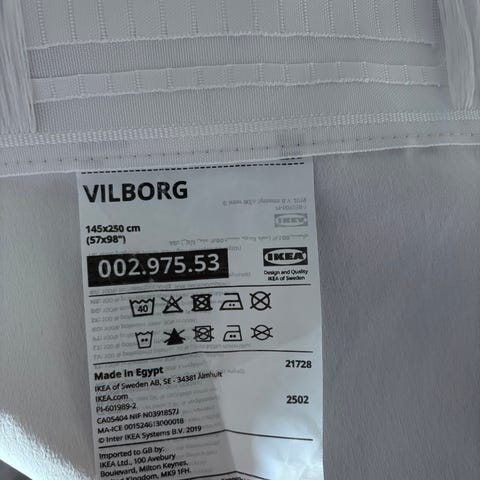 VILBORG
145x250 cm
(57x98")
IKEA
002.975.53
Design and Quality
IKEA of Sweden
40
Made in Egypt
21728
IKEA of Sweden AB, SE - 34381 Älmhult
IKEA.com
PI-601989-2
2502
CA05404 NIF N0391857J
MA-ICE 001524613000018
© Inter IKEA Systems B.V. 2019
Imported to GB by:
IKEA Ltd., 100 Avebury
Boulevard, Milton Keynes,
MK9 1FH.